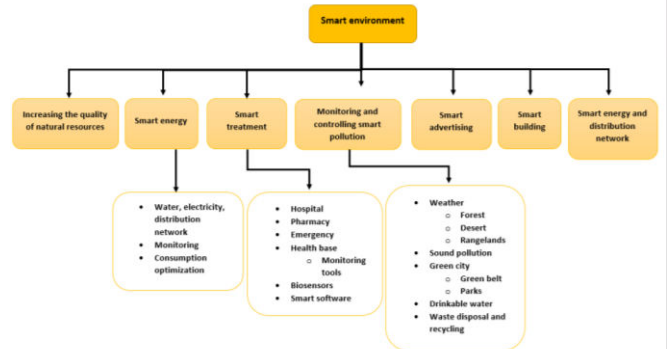 Smart environment
Increasing the quality
of natural resources
Smart energy
Smart
treatment
Monitoring and
controlling smart
pollution
Smart
advertising
Smart
building
Smart energy and
distribution
network
• Water, electricity,
distribution
network
• Monitoring
• Consumption
optimization
• Hospital
• Pharmacy
• Emergency
• Health base
o Monitoring
tools
• Biosensors
• Smart software
• Weather
o Forest
o Desert
o Rangelands
• Sound pollution
• Green city
o Green belt
o Parks
• Drinkable water
• Waste disposal and
recycling